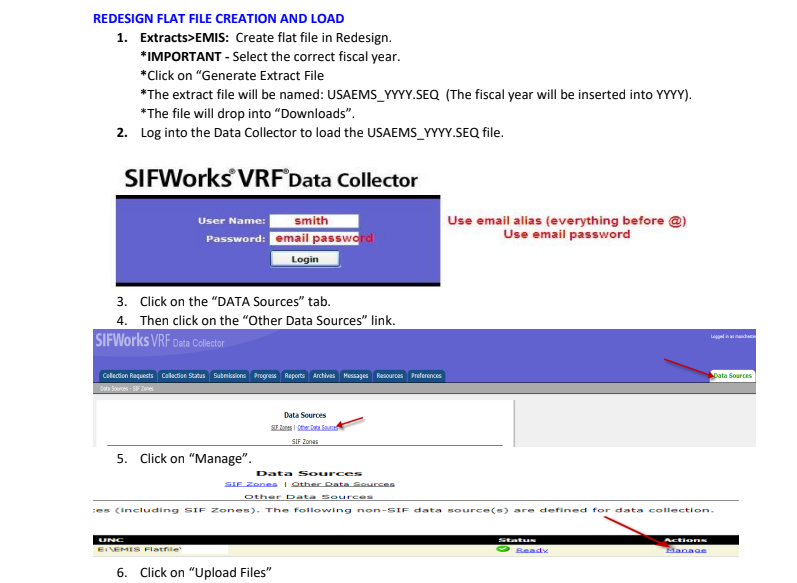 REDESIGN FLAT FILE CREATION AND LOAD
1. Extracts>EMIS: Create flat file in Redesign.
*IMPORTANT - Select the correct fiscal year.
*Click on “Generate Extract File
*The extract file will be named: USAEMS_YYYY.SEQ (The fiscal year will be inserted into YYYY).
*The file will drop into “Downloads”.
2. Log into the Data Collector to load the USAEMS_YYYY.SEQ file.
SIFWorks® VRF® Data Collector
User Name: smith
Use email alias (everything before @)
Password: email password
Use email password
Login
3. Click on the “DATA Sources” tab.
4. Then click on the “Other Data Sources” link.
SIFWorks VRF Data Collector
Logged in as mancheste
Collection Requests Collection Status Submissions Progress Reports Archives Messages Resources Preferences Data Sources
Data Sources - SIF Zones
Data Sources
SIF Zones | Other Data Sources
SIF Zones
5. Click on “Manage”.
Data Sources
SIF Zones | Other Data Sources
Other Data Sources
es (including SIF Zones). The following non-SIF data source(s) are defined for data collection.
UNC Status Actions
E:\EMIS Flatfile\ Ready Manage
6. Click on “Upload Files”